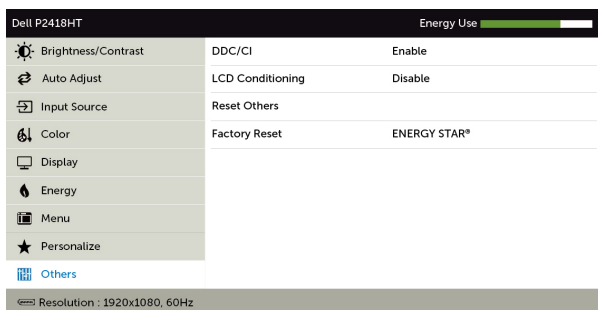 Dell P2418HT Energy Use
Brightness/Contrast DDC/CI Enable
Auto Adjust LCD Conditioning Disable
Input Source Reset Others
Color Factory Reset ENERGY STAR®
Display
Energy
Menu
Personalize
Others
Resolution : 1920x1080, 60Hz